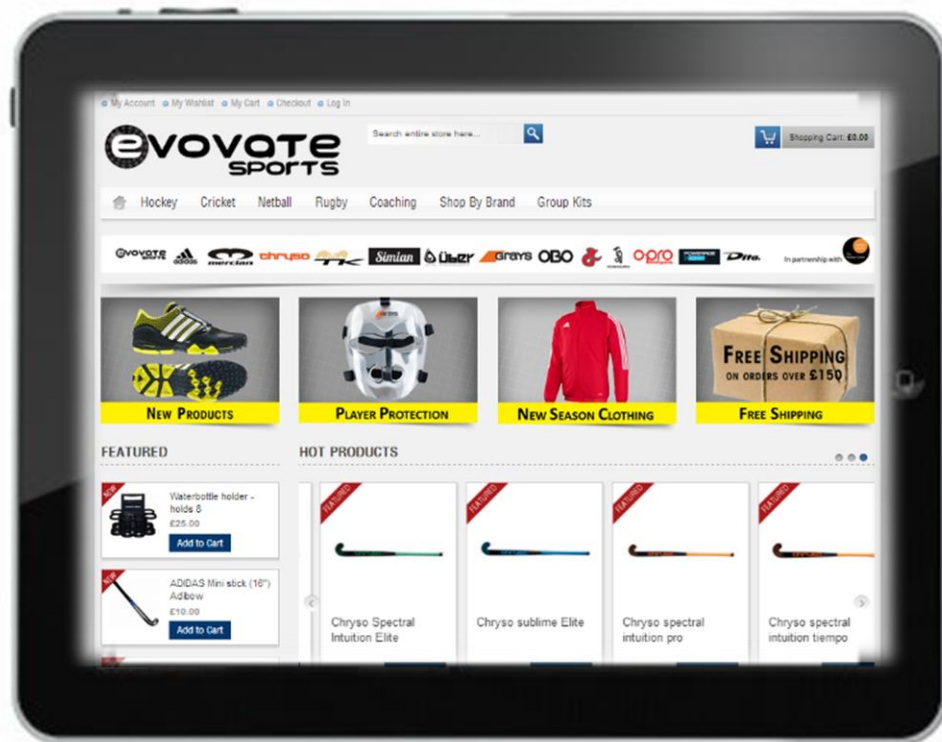 My Account My Wishlist My Cart Checkout Log In
evovate
sports
Search entire store here...
Shopping Cart: £0.00
Hockey Cricket Netball Rugby Coaching Shop By Brand Group Kits
evovate adidas mercian chryso TK Simian über Grays OBO OPRO Dita. In partnership with
sports
FREE SHIPPING
ON ORDERS OVER £150
NEW PRODUCTS PLAYER PROTECTION NEW SEASON CLOTHING FREE SHIPPING
FEATURED HOT PRODUCTS
NEW
Waterbottle holder -
holds 8
£25.00
Add to Cart
NEW
ADIDAS Mini stick (16")
Adibow
£10.00
Add to Cart
FEATURED FEATURED FEATURED FEATURED
Chryso Spectral
Intuition Elite
Chryso sublime Elite
Chryso spectral
intuition pro
Chryso spectral
intuition tiempo